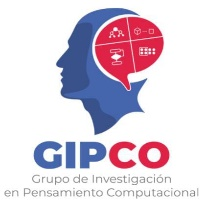 GIPCO
Grupo de Investigación
en Pensamiento Computacional